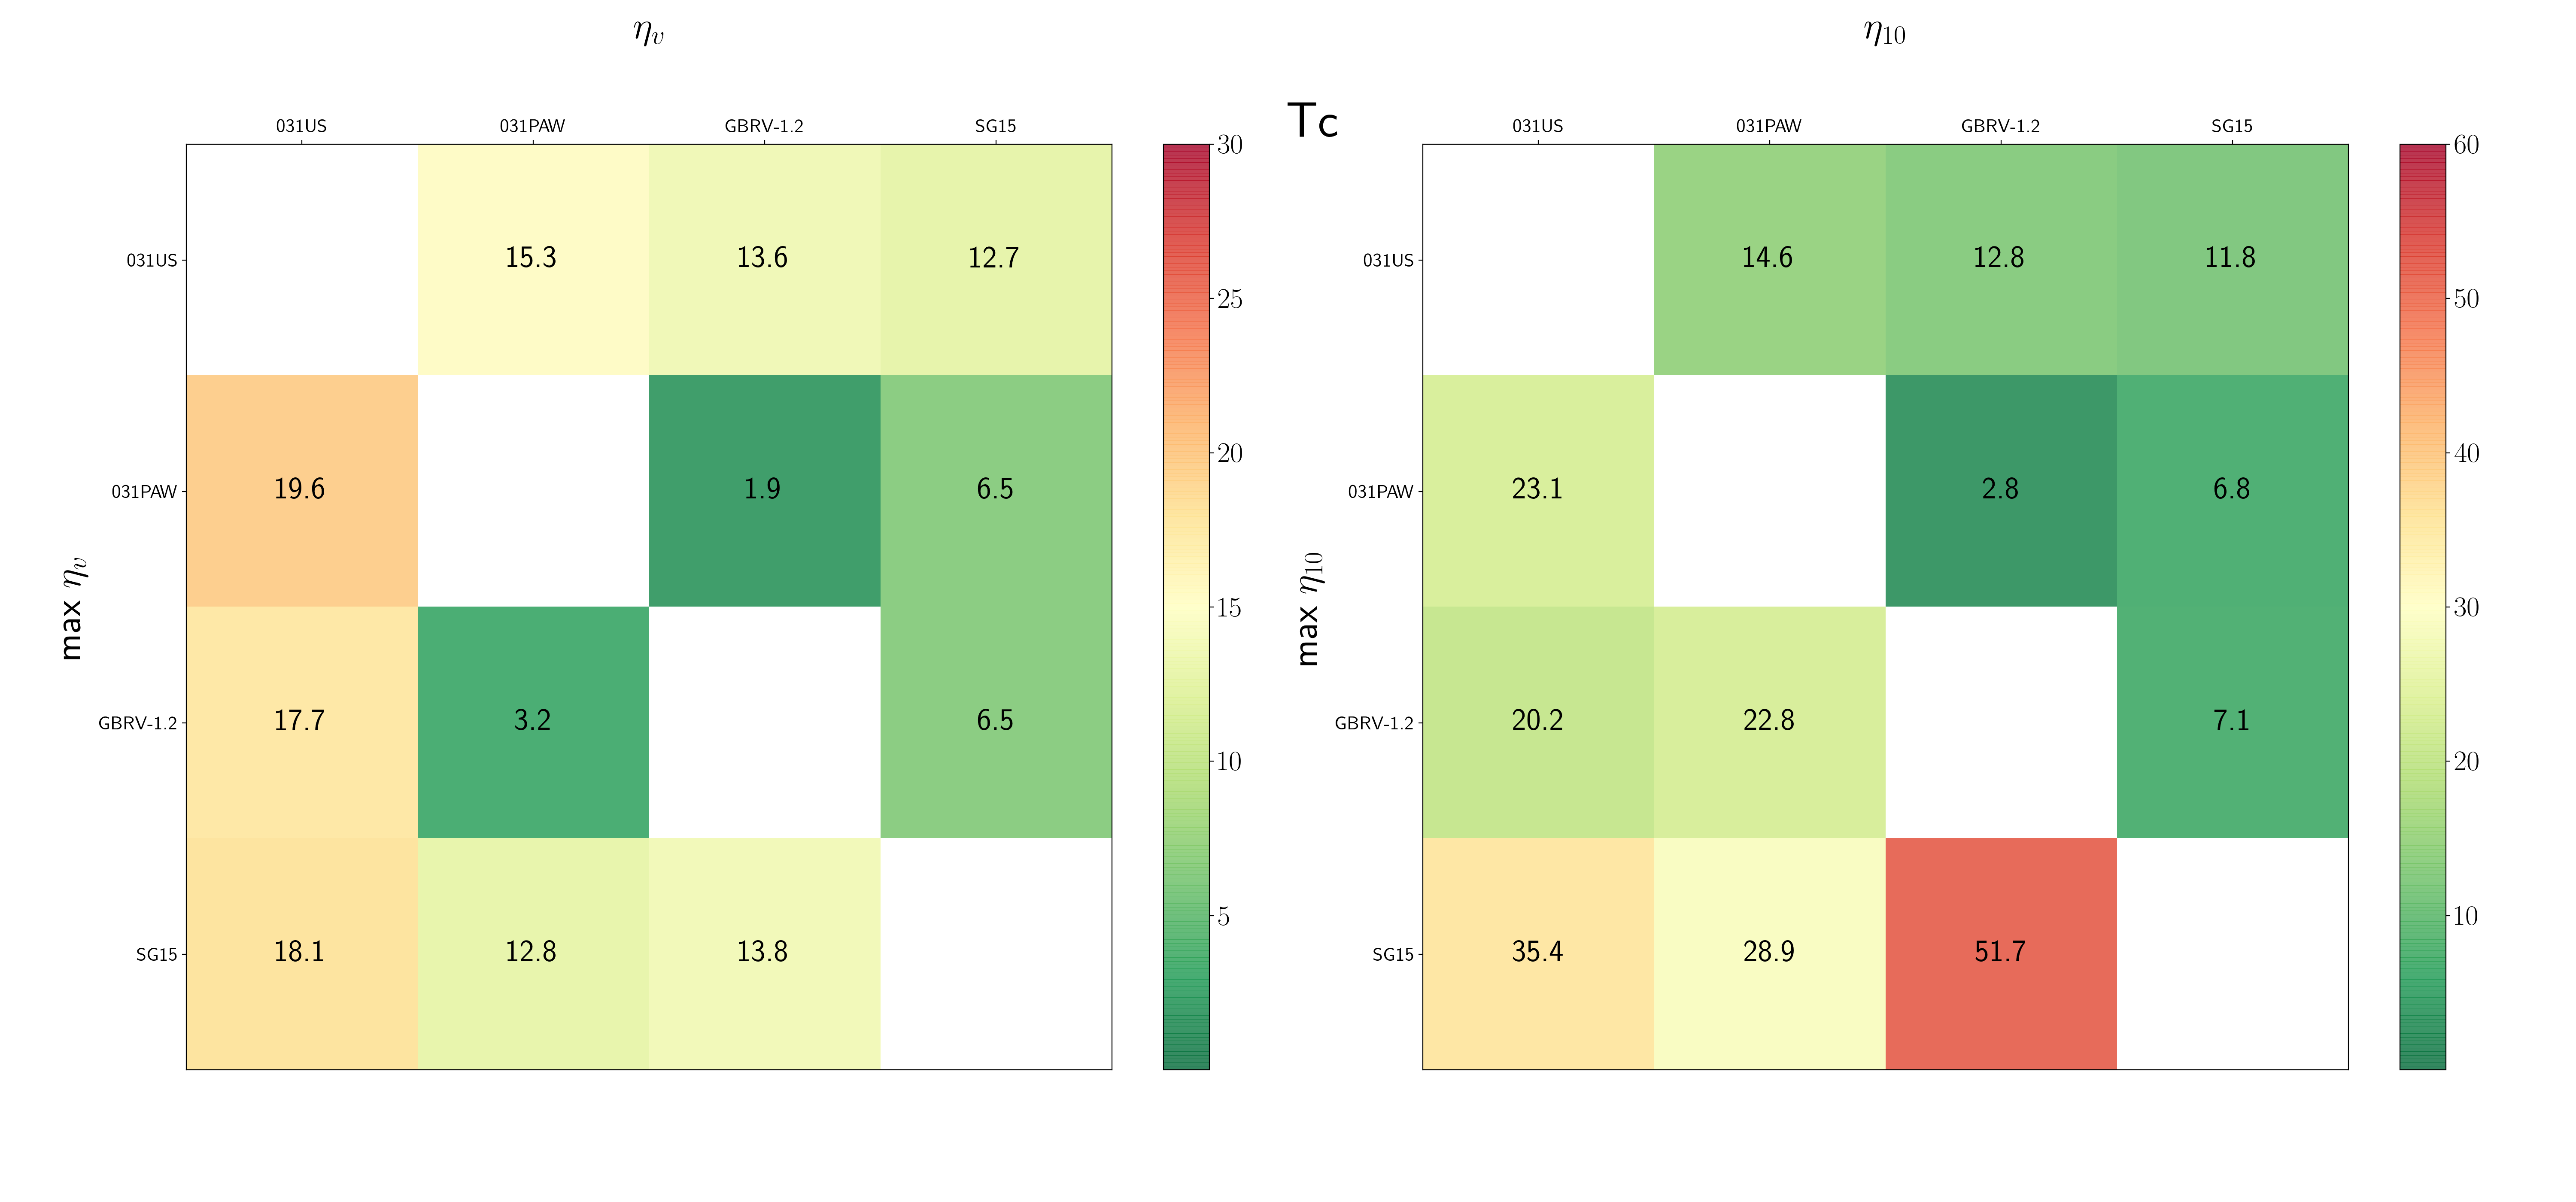 η_v η_10
Tc
031US 031PAW GBRV-1.2 SG15
031US 15.3 13.6 12.7
031PAW 19.6 1.9 6.5
GBRV-1.2 17.7 3.2 6.5
SG15 18.1 12.8 13.8
max η_v
30
25
20
15
10
5
031US 031PAW GBRV-1.2 SG15
031US 14.6 12.8 11.8
031PAW 23.1 2.8 6.8
GBRV-1.2 20.2 22.8 7.1
SG15 35.4 28.9 51.7
max η_10
60
50
40
30
20
10